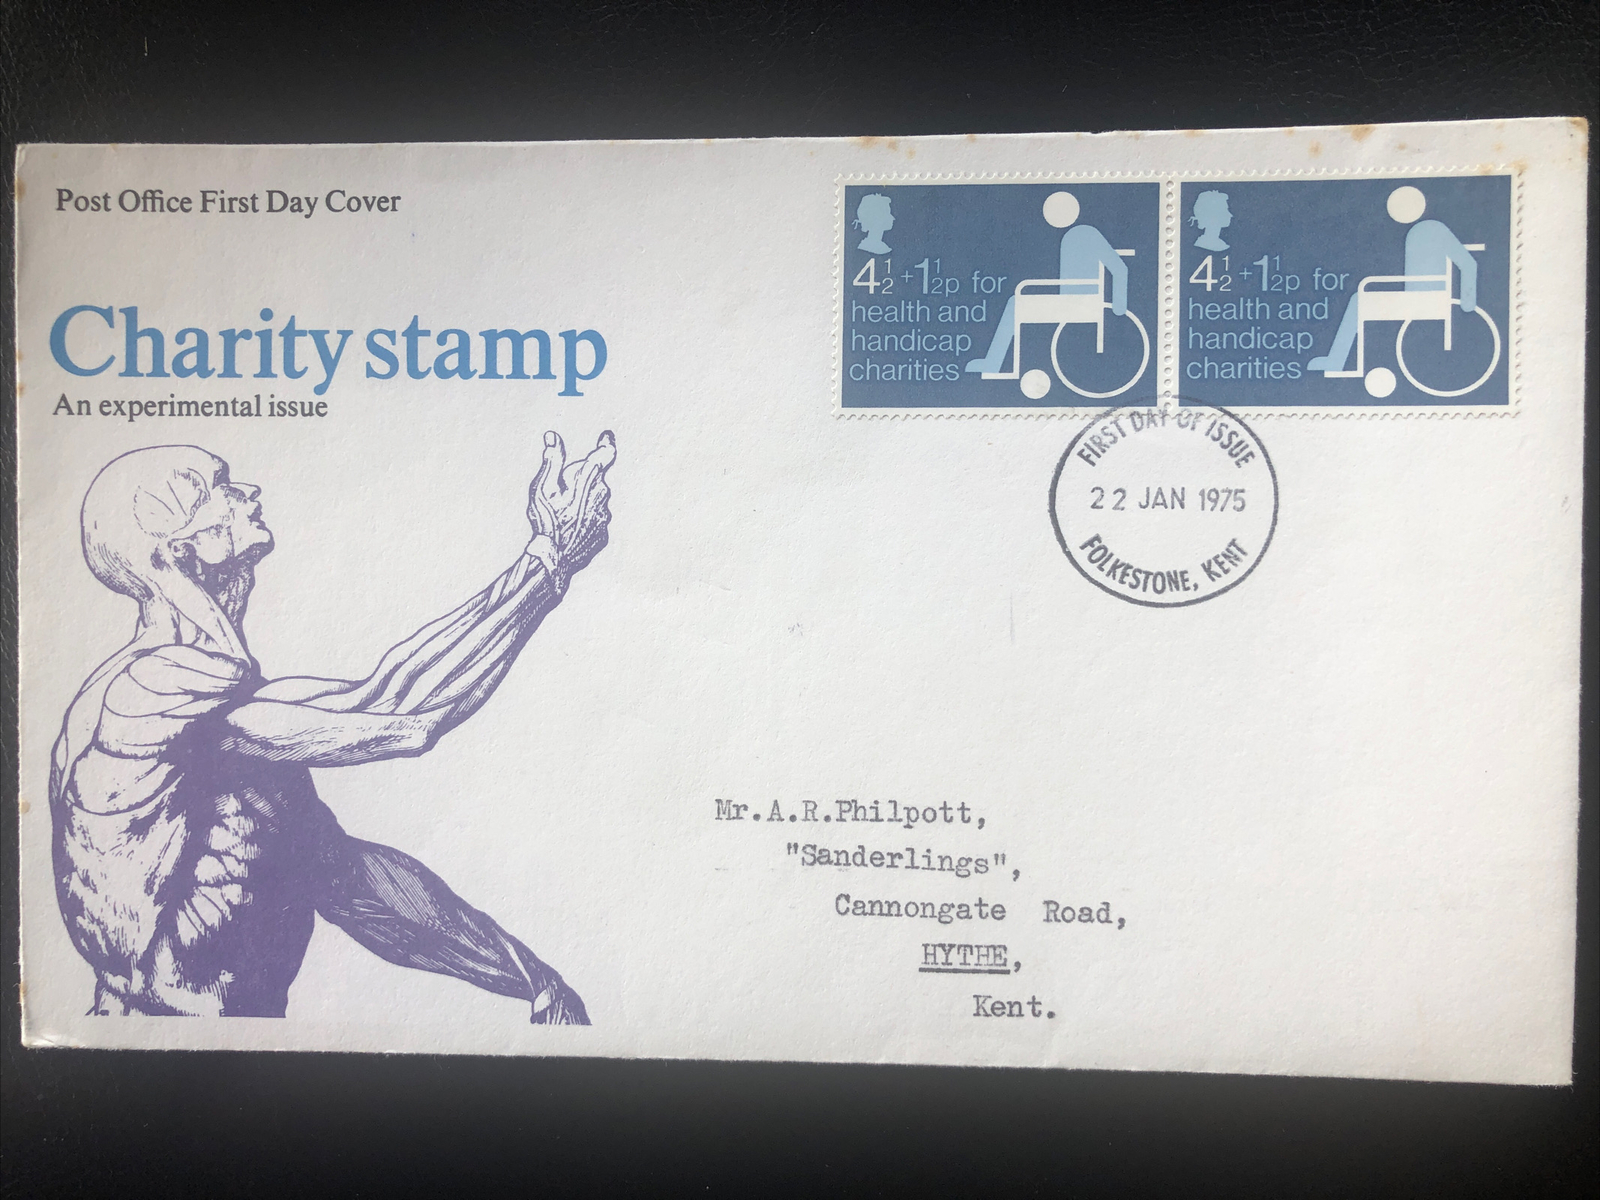 Post Office First Day Cover
Charity stamp
An experimental issue
4½+1½p for
health and
handicap
charities
4½+1½p for
health and
handicap
charities
FIRST DAY OF ISSUE
22 JAN 1975
FOLKESTONE, KENT
Mr.A.R.Philpott,
"Sanderlings",
Cannongate Road,
HYTHE,
Kent.